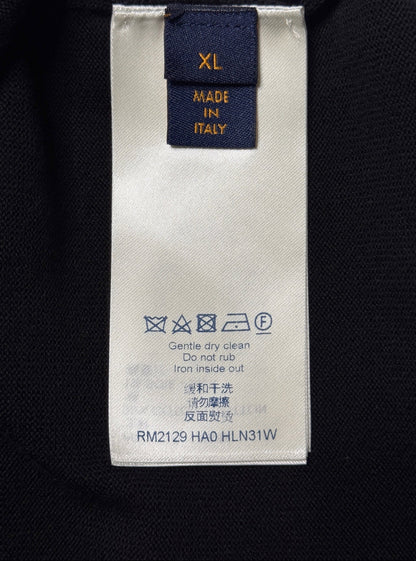 XL
MADE
IN
ITALY
F
Gentle dry clean
Do not rub
Iron inside out
缓和干洗
请勿摩擦
反面熨烫
RM2129 HA0 HLN31W